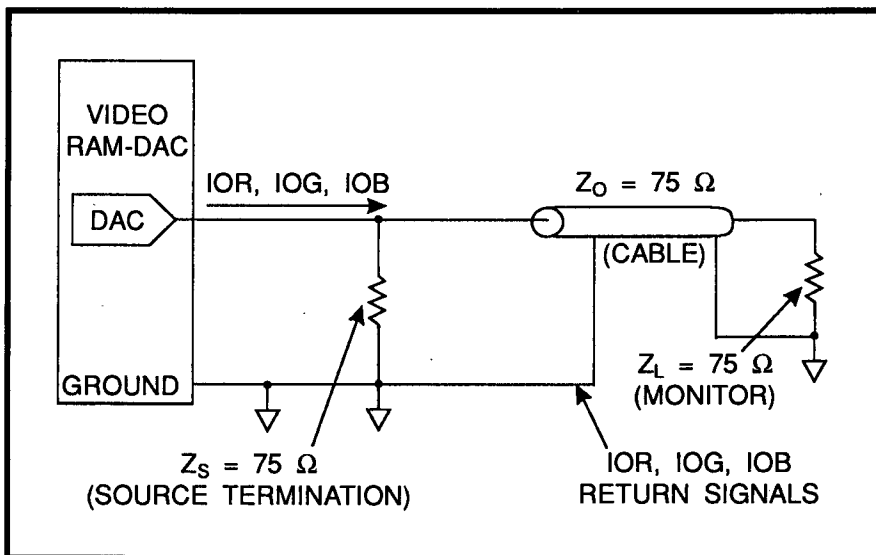 VIDEO
RAM-DAC
IOR, IOG, IOB
DAC
Z_O = 75 Ω
(CABLE)
GROUND
Z_L = 75 Ω
(MONITOR)
Z_S = 75 Ω
(SOURCE TERMINATION)
IOR, IOG, IOB
RETURN SIGNALS